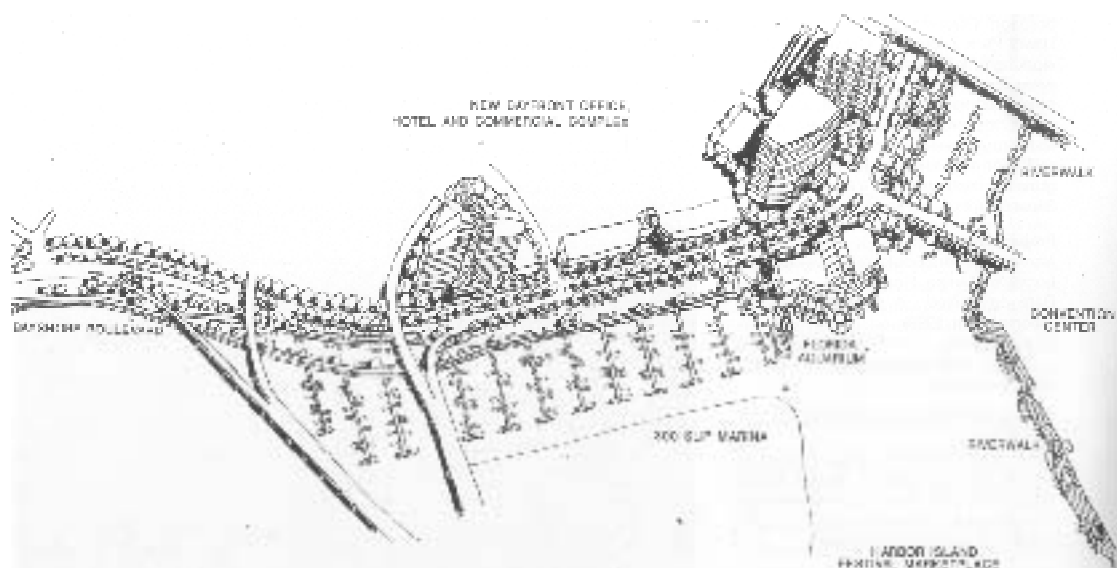 NEW BAYFRONT OFFICE,
HOTEL AND COMMERCIAL COMPLEX
RIVERWALK
BAYSHORE BOULEVARD
CONVENTION
CENTER
FLORIDA
AQUARIUM
SLIP MARINA
RIVERWALK
HARBOR ISLAND
FESTIVAL MARKETPLACE